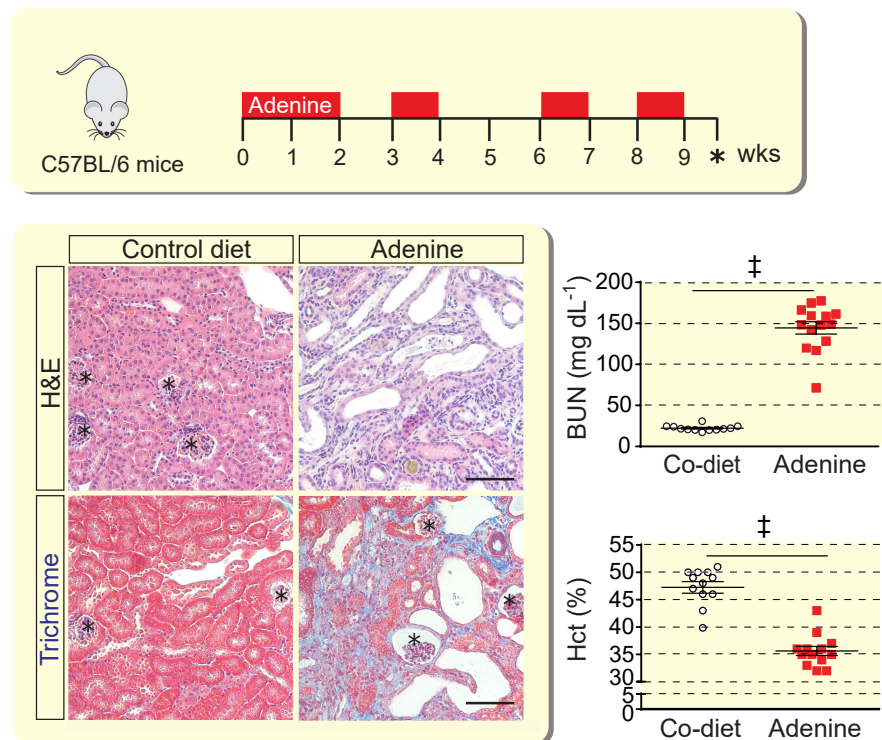 Adenine
C57BL/6 mice
0 1 2 3 4 5 6 7 8 9 * wks
Control diet Adenine
H&E
* * * *
Trichrome
* * * * *
‡
BUN (mg dL-1)
200
150
100
50
0
Co-diet Adenine
‡
Hct (%)
55
50
45
40
35
30
5
0
Co-diet Adenine